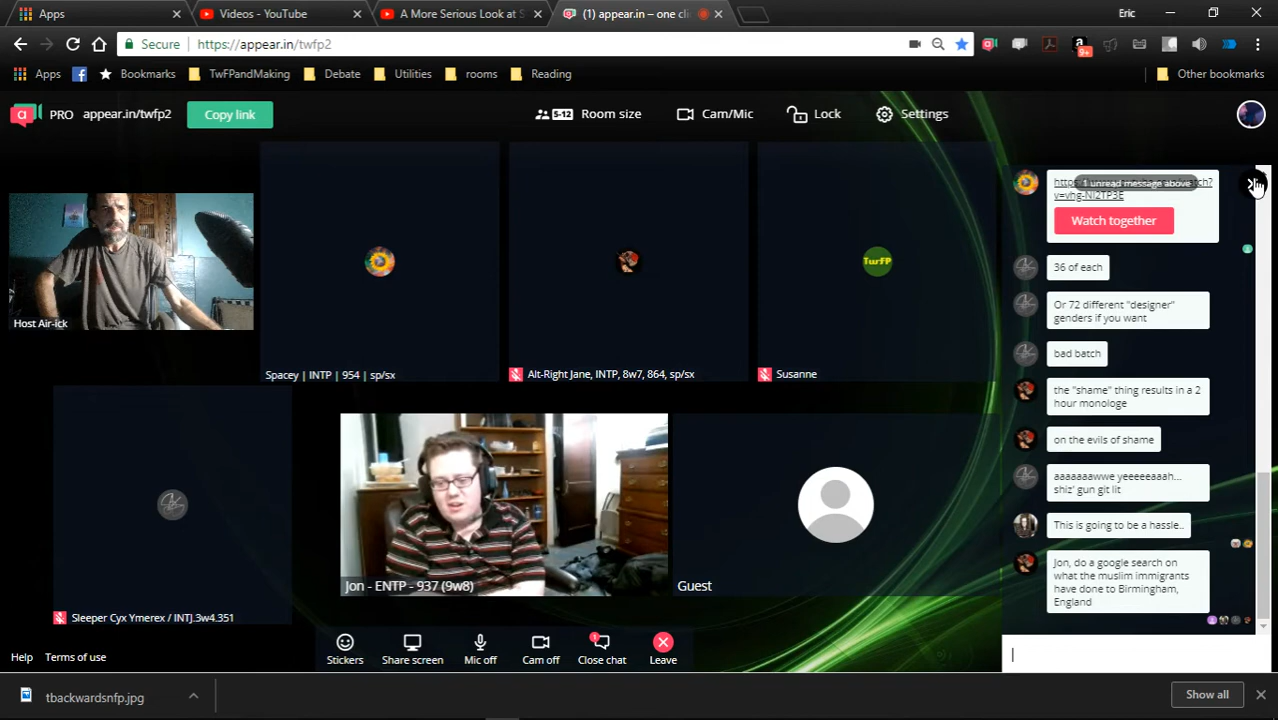 Apps
Videos - YouTube
A More Serious Look at S
(1) appear.in – one cli
Eric
Secure
https://appear.in/twfp2
9+
Apps
Bookmarks
TwFPandMaking
Debate
Utilities
rooms
Reading
Other bookmarks
a
PRO
appear.in/twfp2
Copy link
5-12
Room size
Cam/Mic
Lock
Settings
1 unread message above
v=vhg-Nl2TP3E
Watch together
36 of each
Or 72 different "designer"
genders if you want
bad batch
the "shame" thing results in a 2
hour monologe
on the evils of shame
aaaaaaawwe yeeeeeaaah...
shiz' gun git lit
This is going to be a hassle..
Jon, do a google search on
what the muslim immigrants
have done to Birmingham,
England
Host Air-ick
Spacey | INTP | 954 | sp/sx
Alt-Right Jane, INTP, 8w7, 864, sp/sx
TurfP
Susanne
Sleeper Cyx Ymerex / INTJ.3w4.351
Jon - ENTP - 937 (9w8)
Guest
Stickers
Share screen
Mic off
Cam off
1
Close chat
Leave
Help
Terms of use
tbackwardsnfp.jpg
Show all